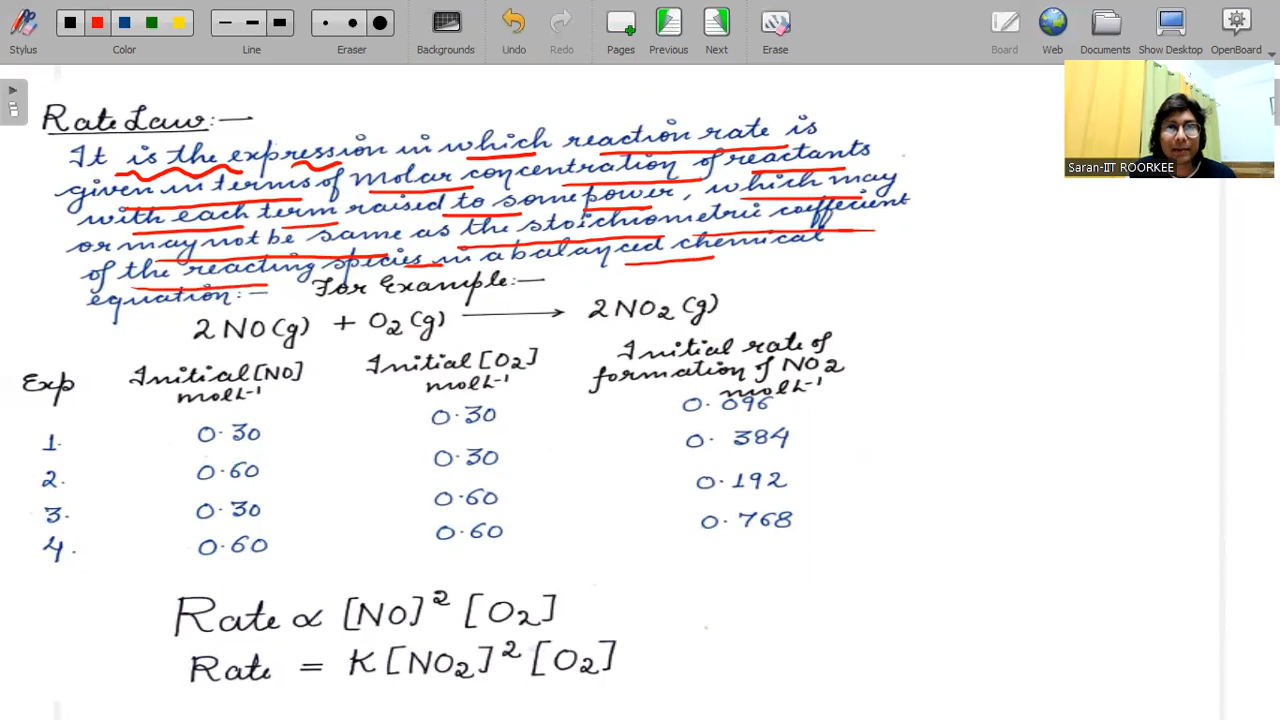 Stylus
Color
Line
Eraser
Backgrounds
Undo
Redo
Pages
Previous
Next
Erase
Board
Web
Documents
Show Desktop
OpenBoard
Saran-IIT ROORKEE
Rate Law:—
It is the expression in which reaction rate is
given in terms of Molar concentration of reactants
with each term raised to some power, which may
or may not be same as the stoichiometric coefficient
of the reacting species in a balanced chemical
equation:— For Example:—
2NO(g) + O₂(g) ⟶ 2NO₂(g)
Exp Initial [NO] mol L⁻¹ Initial [O₂] mol L⁻¹ Initial rate of formation of NO₂ mol L⁻¹
1. 0.30 0.30 0.096
2. 0.60 0.30 0.384
3. 0.30 0.60 0.192
4. 0.60 0.60 0.768
Rate ∝ [NO]² [O₂]
Rate = K [NO₂]² [O₂]